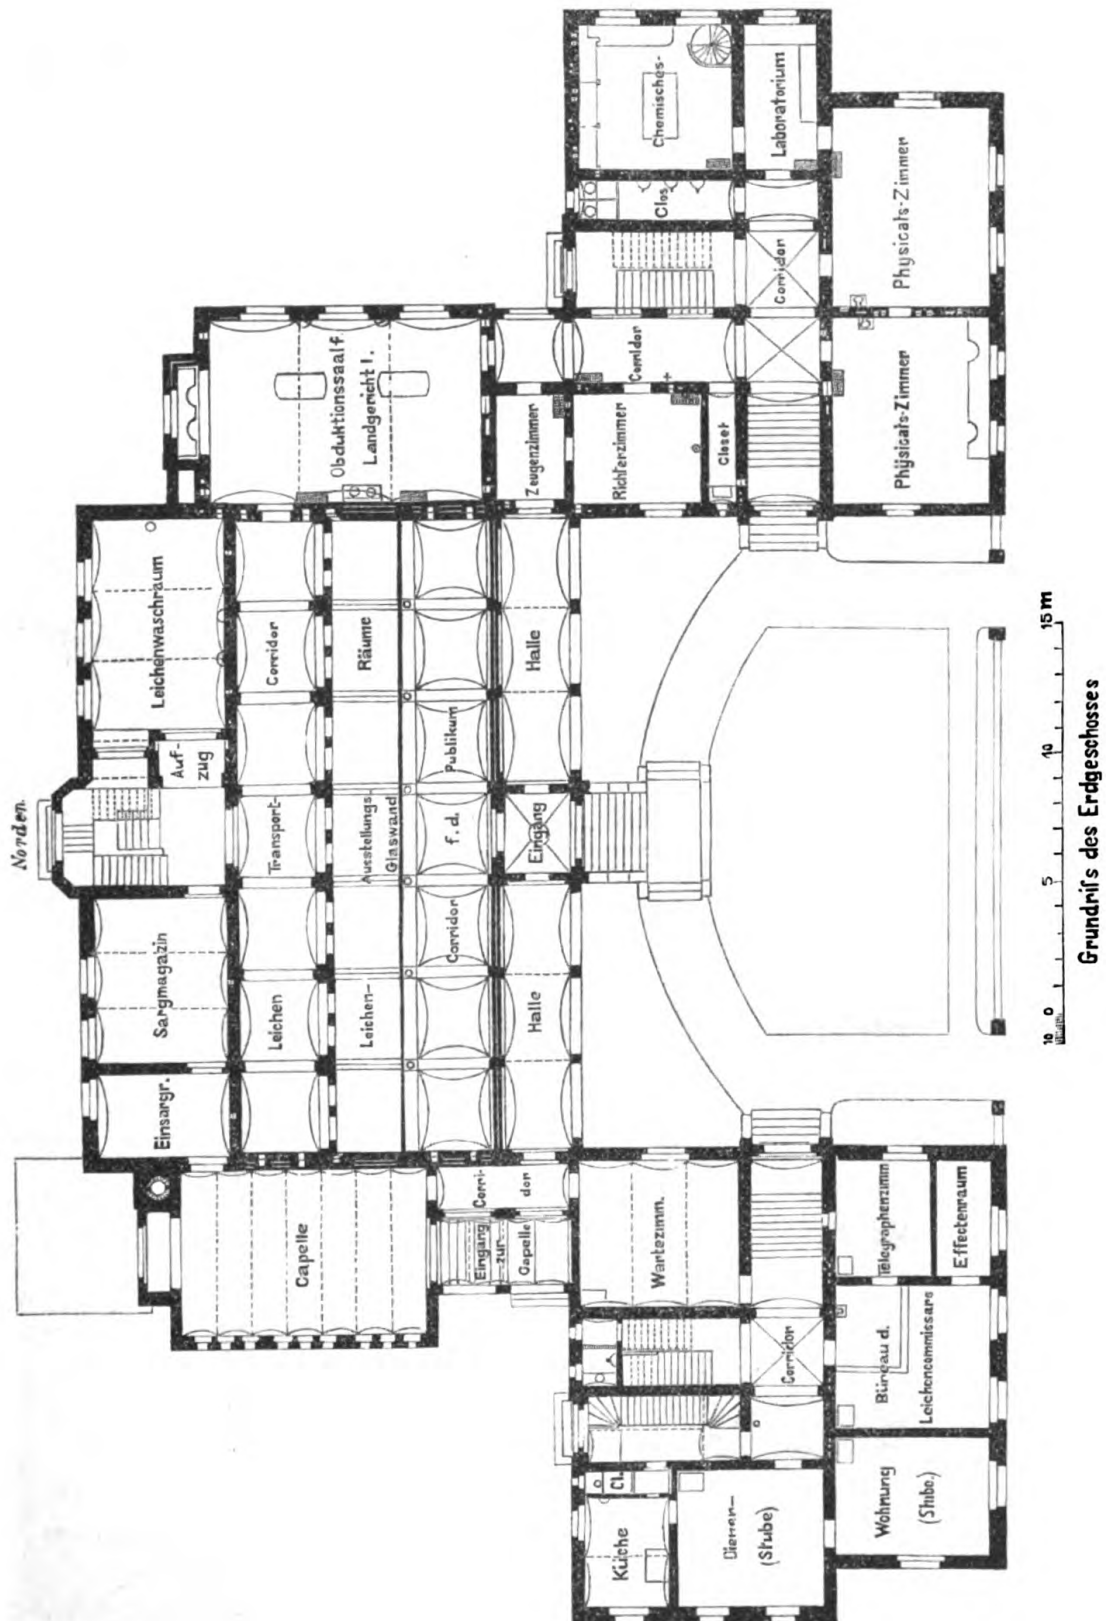 Norden.
Einsargr.
Sargmagazin
Auf-
zug
Leichenwaschraum
Leichen
Transport-
Corridor
Leichen-
Ausstellungs-
Räume
Glaswand
Corridor
f. d.
Publikum
Halle
Eingang
Halle
Capelle
Corri-
dor
Eingang
zur
Capelle
Obduktionssaal f.
Landgericht I.
Zeugenzimmer
Richterzimmer
Closet
Corridor
Corridor
Clos.
Chemisches-
Laboratorium
Physicats-Zimmer
Physicats-Zimmer
Küche
Cl.
Diener-
(Stube)
Wartezimm.
Corridor
Wohnung
(Stube.)
Büreau d.
Leichencommissars
Telegraphenzimm
Effectenraum
10 0 5 10 15 m
Grundriſs des Erdgeschosses